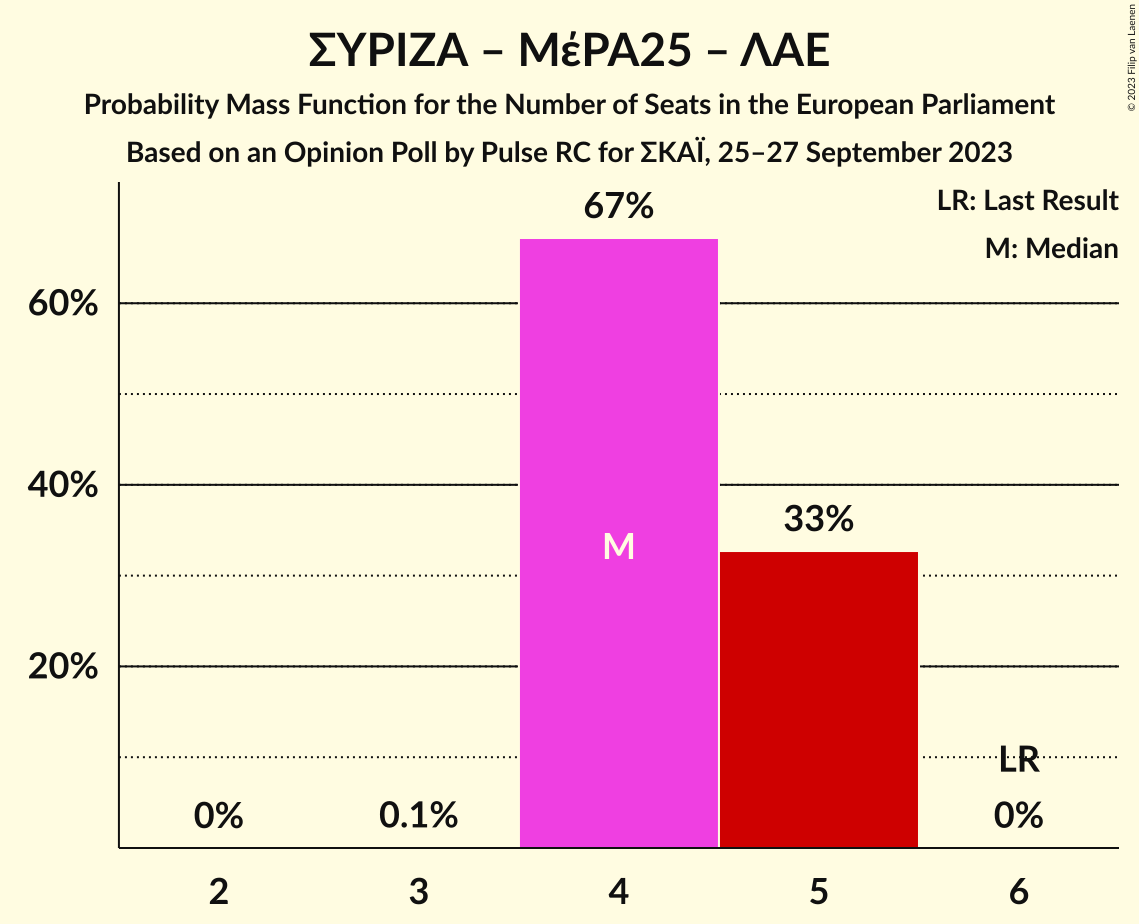 ΣΥΡΙΖΑ – ΜέΡΑ25 – ΛΑΕ
Probability Mass Function for the Number of Seats in the European Parliament
Based on an Opinion Poll by Pulse RC for ΣΚΑΪ, 25–27 September 2023
© 2023 Filip van Laenen
LR: Last Result
M: Median
67%
60%
40%
33%
M
20%
LR
0%
0.1%
0%
2
3
4
5
6